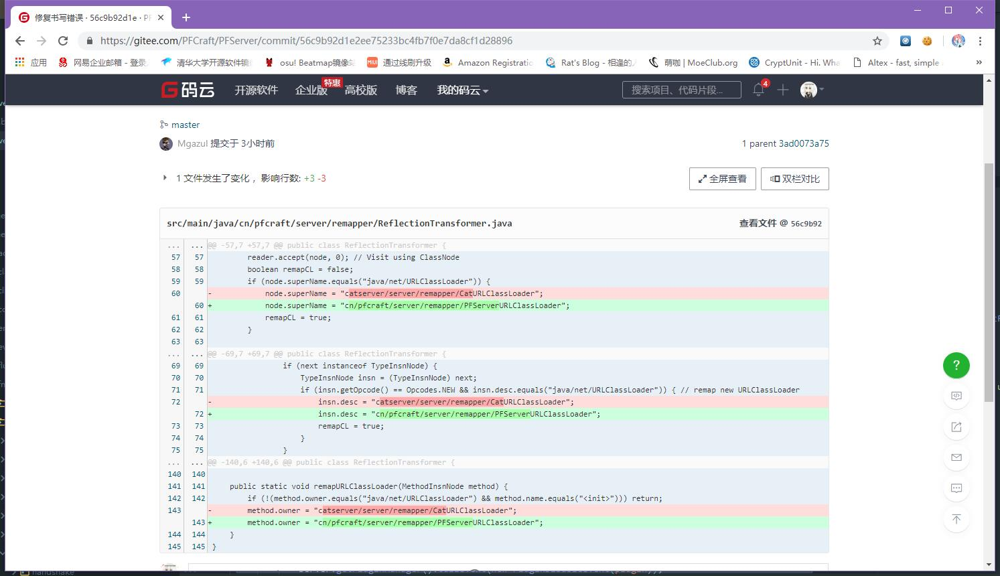 修复书写错误 · 56c9b92d1e · PF
https://gitee.com/PFCraft/PFServer/commit/56c9b92d1e2ee75233bc4fb7f0e7da8cf1d28896
应用 网易企业邮箱 - 登录 清华大学开源软件镜 osu! Beatmap镜像站 通过线刷升级 Amazon Registratio Rat's Blog - 相逢的人 萌咖 | MoeClub.org CryptUnit - Hi. Wha Altex - fast, simple »
码云 开源软件 企业版 特惠 高校版 博客 我的码云 搜索项目、代码片段... 4
master
Mgazul 提交于 3小时前 1 parent 3ad0073a75
1 文件发生了变化 ，影响行数: +3 -3 全屏查看 双栏对比
src/main/java/cn/pfcraft/server/remapper/ReflectionTransformer.java 查看文件 @ 56c9b92
... ... @@ -57,7 +57,7 @@ public class ReflectionTransformer {
57 57 reader.accept(node, 0); // Visit using ClassNode
58 58 boolean remapCL = false;
59 59 if (node.superName.equals("java/net/URLClassLoader")) {
60 - node.superName = "catserver/server/remapper/CatURLClassLoader";
60 + node.superName = "cn/pfcraft/server/remapper/PFServerURLClassLoader";
61 61 remapCL = true;
62 62 }
63 63
... ... @@ -69,7 +69,7 @@ public class ReflectionTransformer {
69 69 if (next instanceof TypeInsnNode) {
70 70 TypeInsnNode insn = (TypeInsnNode) next;
71 71 if (insn.getOpcode() == Opcodes.NEW && insn.desc.equals("java/net/URLClassLoader")) { // remap new URLClassLoader
72 - insn.desc = "catserver/server/remapper/CatURLClassLoader";
72 + insn.desc = "cn/pfcraft/server/remapper/PFServerURLClassLoader";
73 73 remapCL = true;
74 74 }
75 75 }
... ... @@ -140,6 +140,6 @@ public class ReflectionTransformer {
140 140
141 141 public static void remapURLClassLoader(MethodInsnNode method) {
142 142 if (!(method.owner.equals("java/net/URLClassLoader") && method.name.equals("<init>"))) return;
143 - method.owner = "catserver/server/remapper/CatURLClassLoader";
143 + method.owner = "cn/pfcraft/server/remapper/PFServerURLClassLoader";
144 144 }
145 145 }
handshake